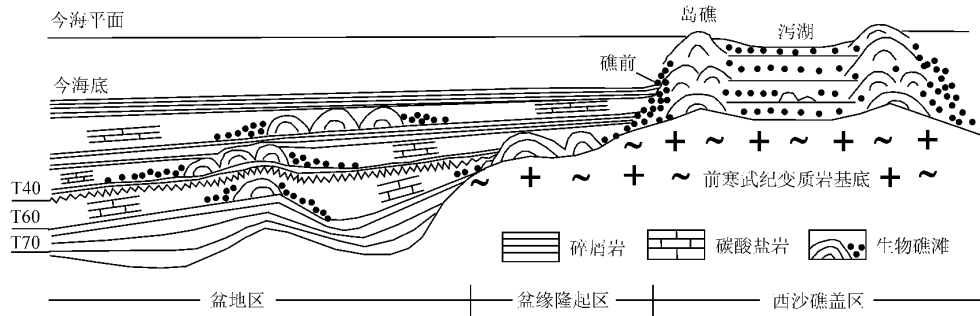 今海平面
岛礁
泻湖
礁前
今海底
T40
T60
T70
前寒武纪变质岩基底
碎屑岩
碳酸盐岩
生物礁滩
盆地区
盆缘隆起区
西沙礁盖区